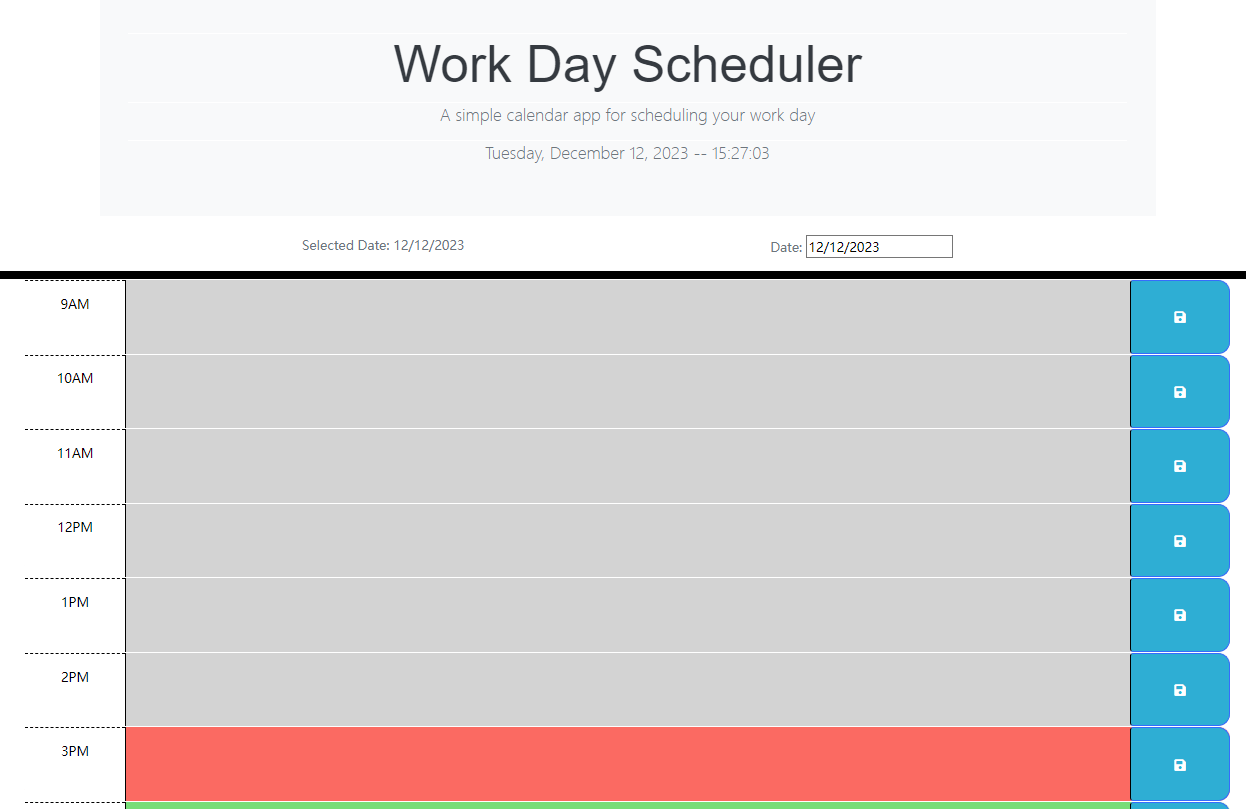 Work Day Scheduler
A simple calendar app for scheduling your work day
Tuesday, December 12, 2023 -- 15:27:03
Selected Date: 12/12/2023
Date: 12/12/2023
9AM
10AM
11AM
12PM
1PM
2PM
3PM